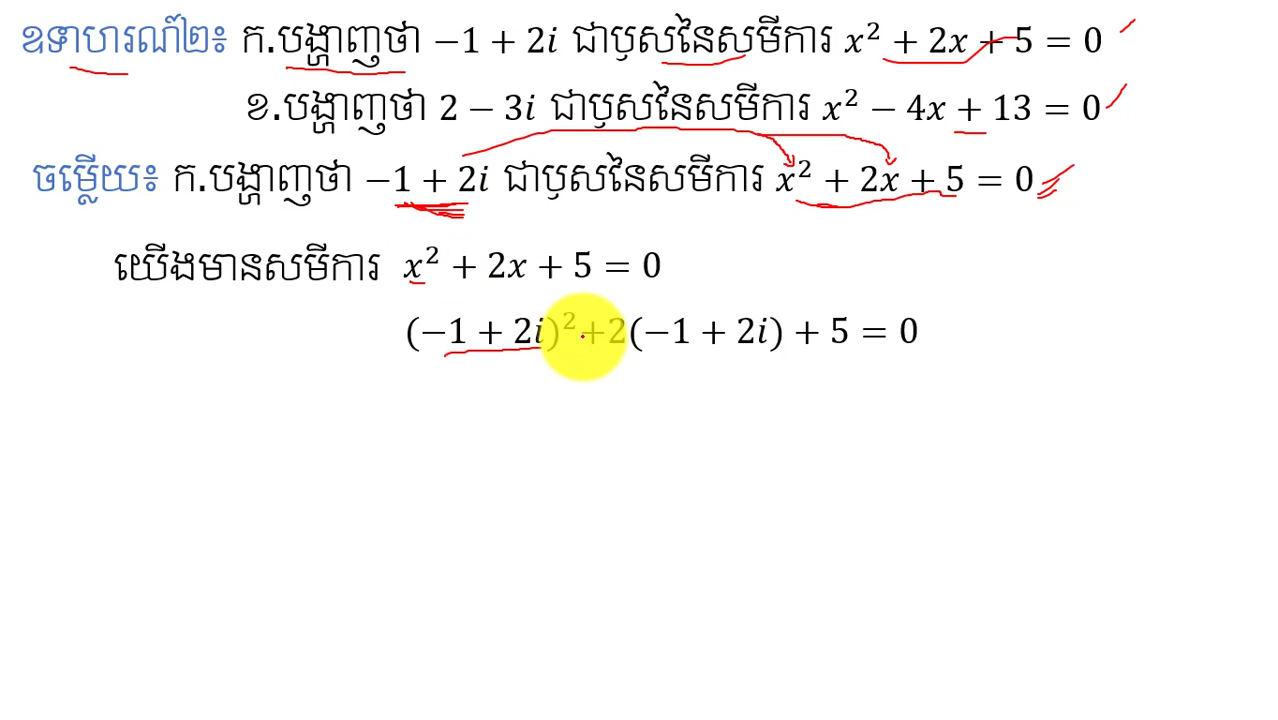 ឧទាហរណ៍២៖ ក.បង្ហាញថា −1 + 2i ជាឫសនៃសមីការ x² + 2x + 5 = 0
ខ.បង្ហាញថា 2 − 3i ជាឫសនៃសមីការ x² − 4x + 13 = 0
ចម្លើយ៖ ក.បង្ហាញថា −1 + 2i ជាឫសនៃសមីការ x² + 2x + 5 = 0
យើងមានសមីការ x² + 2x + 5 = 0
(−1 + 2i)² +2(−1 + 2i) + 5 = 0